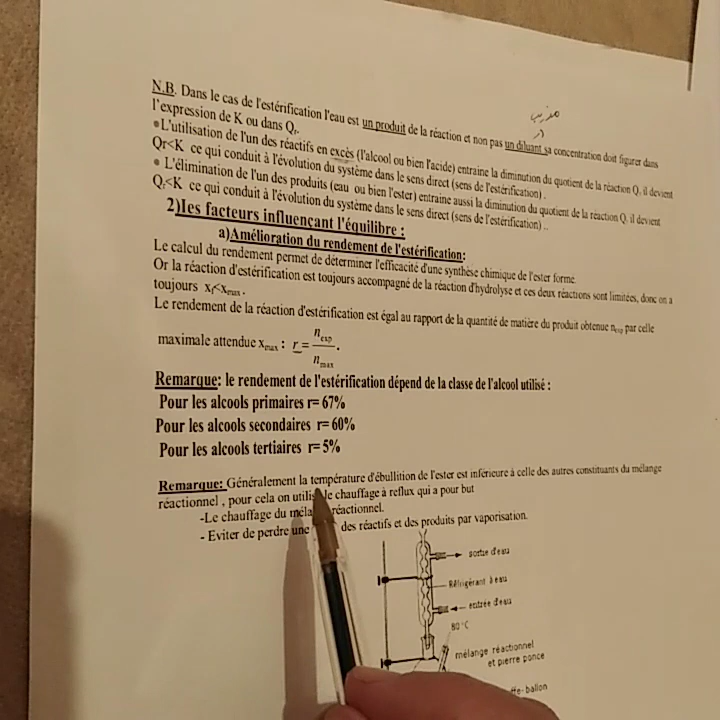 مذيب
N.B. Dans le cas de l'estérification l'eau est un produit de la réaction et non pas un diluant sa concentration doit figurer dans
l'expression de K ou dans Qr.
•L'utilisation de l'un des réactifs en excès (l'alcool ou bien l'acide) entraine la diminution du quotient de la réaction Qr il devient
Qr<K ce qui conduit à l'évolution du système dans le sens direct (sens de l'estérification) .
• L'élimination de l'un des produits (eau ou bien l'ester) entraine aussi la diminution du quotient de la réaction Qr il devient
Qr<K ce qui conduit à l'évolution du système dans le sens direct (sens de l'estérification) ..
2)les facteurs influençant l'équilibre :
a)Amélioration du rendement de l'estérification:
Le calcul du rendement permet de déterminer l'efficacité d'une synthèse chimique de l'ester formé.
Or la réaction d'estérification est toujours accompagné de la réaction d'hydrolyse et ces deux réactions sont limitées, donc on a
toujours xf<xmax.
Le rendement de la réaction d'estérification est égal au rapport de la quantité de matière du produit obtenue nexp par celle
maximale attendue xmax : r = nexp / nmax.
Remarque: le rendement de l'estérification dépend de la classe de l'alcool utilisé :
Pour les alcools primaires r= 67%
Pour les alcools secondaires r= 60%
Pour les alcools tertiaires r= 5%
Remarque: Généralement la température d'ébullition de l'ester est inférieure à celle des autres constituants du mélange
réactionnel , pour cela on utilise le chauffage à reflux qui a pour but
-Le chauffage du mélange réactionnel.
- Eviter de perdre une des réactifs et des produits par vaporisation.
sortie d'eau
Réfrigérant à eau
entrée d'eau
80°C
mélange réactionnel
et pierre ponce
ffe-ballon